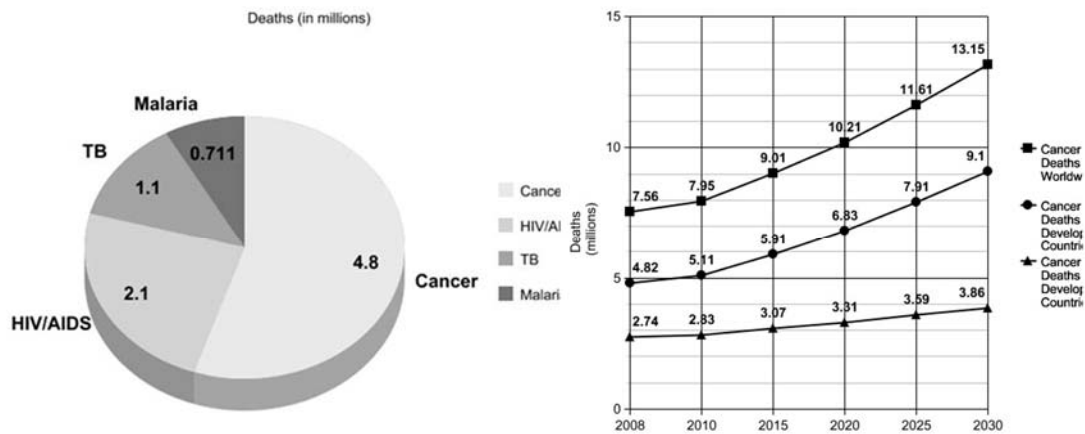 Deaths (in millions)
Malaria
0.711
TB
1.1
HIV/AIDS
2.1
4.8
Cancer
Cance
HIV/AI
TB
Malari
Deaths
(millions)
15
10
5
0
13.15
11.61
10.21
9.01
7.95
7.56
9.1
7.91
6.83
5.91
5.11
4.82
3.86
3.59
3.31
3.07
2.83
2.74
2008 2010 2015 2020 2025 2030
Cancer
Deaths
Worldw
Cancer
Deaths
Develop
Countri
Cancer
Deaths
Develop
Countri